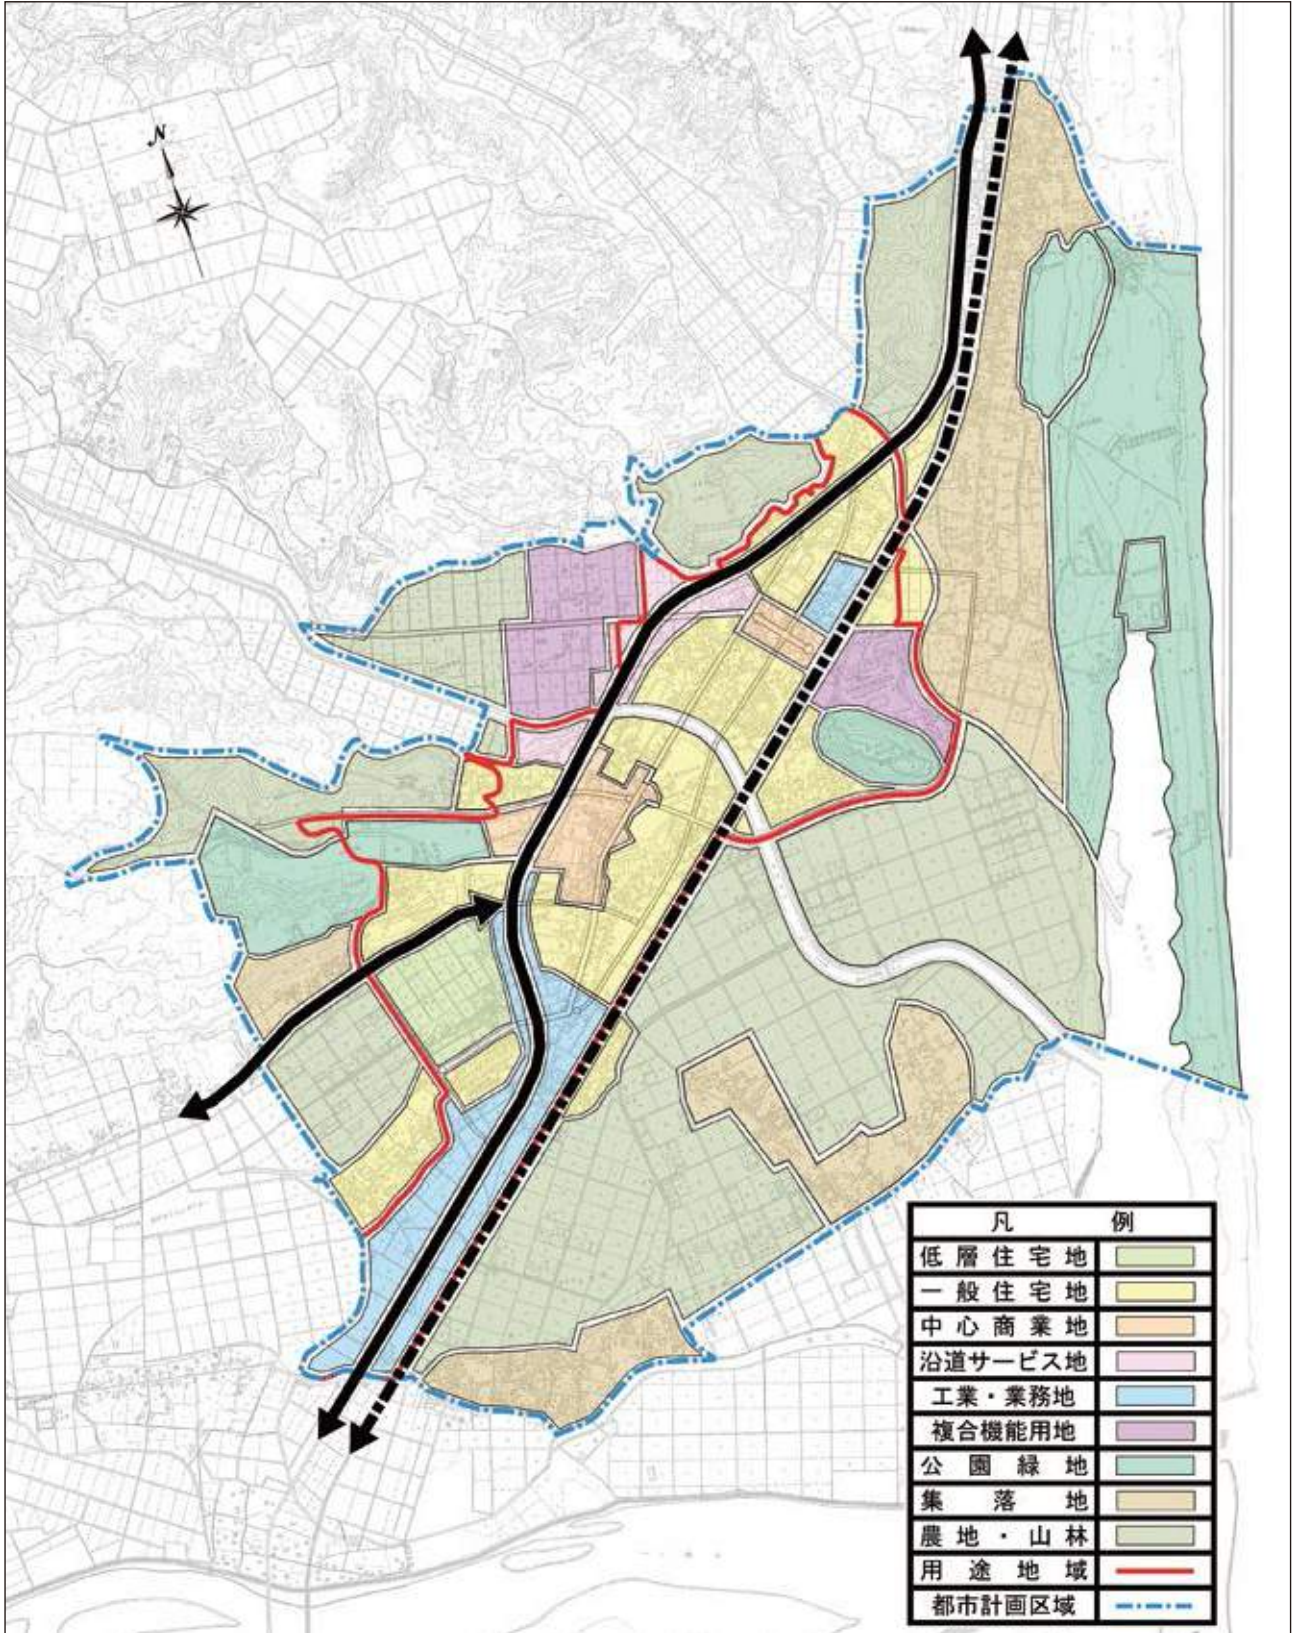 N
凡 例
低層住宅地
一般住宅地
中心商業地
沿道サービス地
工業・業務地
複合機能用地
公園緑地
集落地
農地・山林
用途地域
都市計画区域